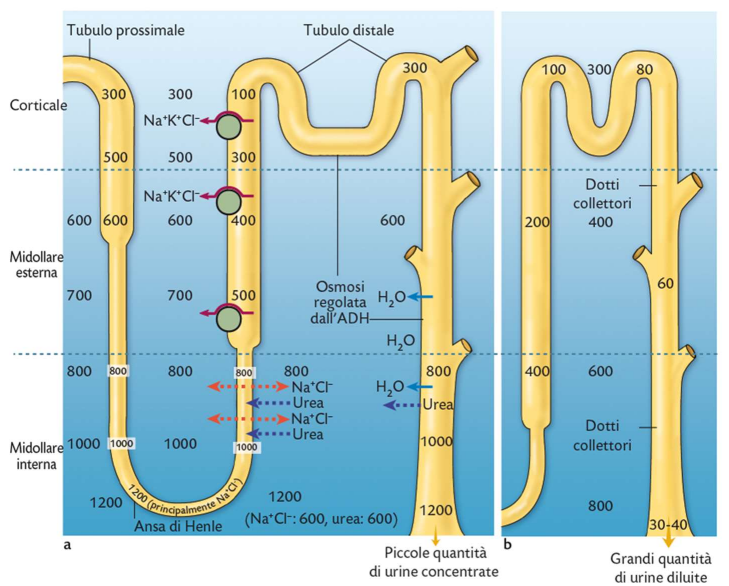 Tubulo prossimale
Tubulo distale
300
100
300
80
300
300
100
Corticale
Na⁺K⁺Cl⁻
500
500
300
Na⁺K⁺Cl⁻
Dotti
collettori
600
600
600
400
600
200
400
Midollare
esterna
Osmosi
regolata
dall'ADH
60
700
700
500
H₂O
H₂O
800
800
800
800
800
800
400
600
Na⁺Cl⁻
H₂O
Urea
Urea
Na⁺Cl⁻
Urea
Dotti
collettori
Midollare
interna
1000
1000
1000
1000
1000
1200
1200 (principalmente Na⁺Cl⁻)
1200
(Na⁺Cl⁻: 600, urea: 600)
1200
800
30-40
Ansa di Henle
a
b
Piccole quantità
di urine concentrate
Grandi quantità
di urine diluite